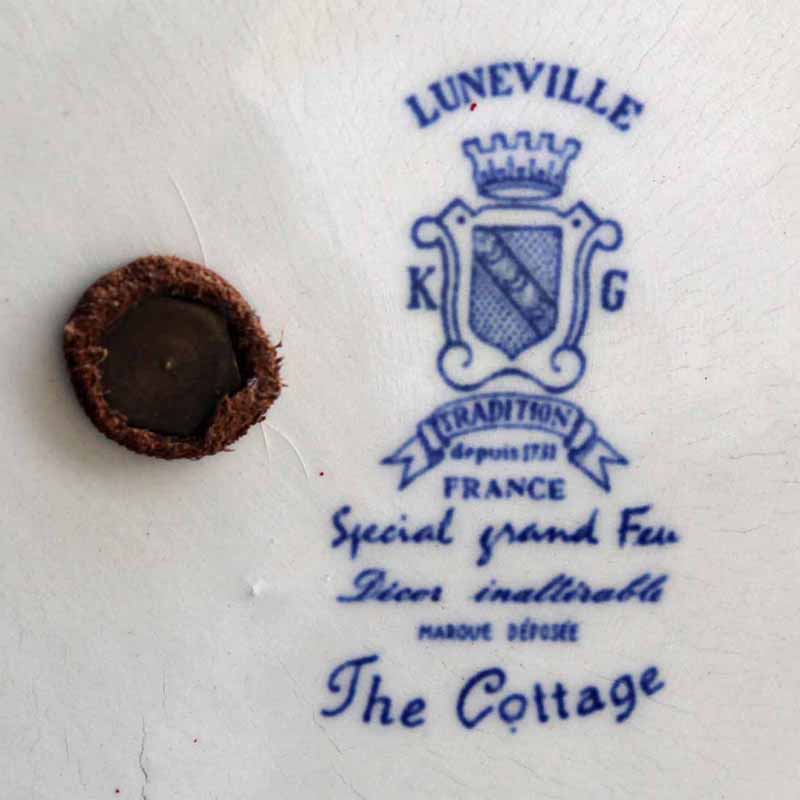 LUNEVILLE
K G
TRADITION
depuis 1731
FRANCE
Special grand Feu
Décor inaltérable
MARQUE DÉPOSÉE
The Cottage